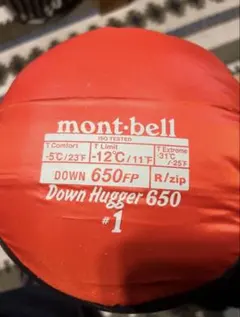 mont·bell
ISO TESTED
T Comfort T Limit T Extreme
-5℃/23°F -12℃/11°F -31℃/-25°F
DOWN 650FP R/zip
Down Hugger 650
#1